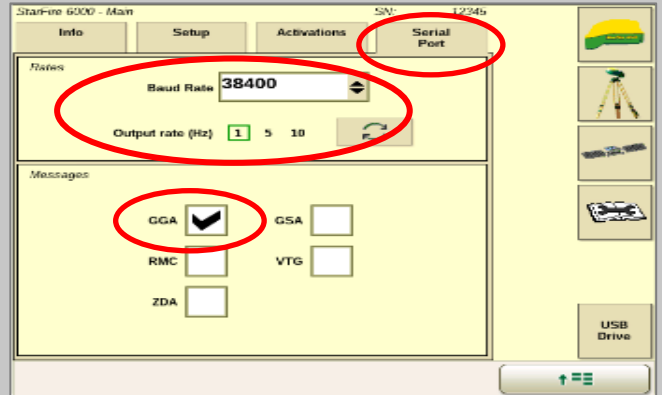 StarFire 6000 - Main SN: 12345
Info Setup Activations Serial
Port
Rates
Baud Rate 38400
Output rate (Hz) 1 5 10
Messages
GGA GSA
RMC VTG
ZDA
USB
Drive